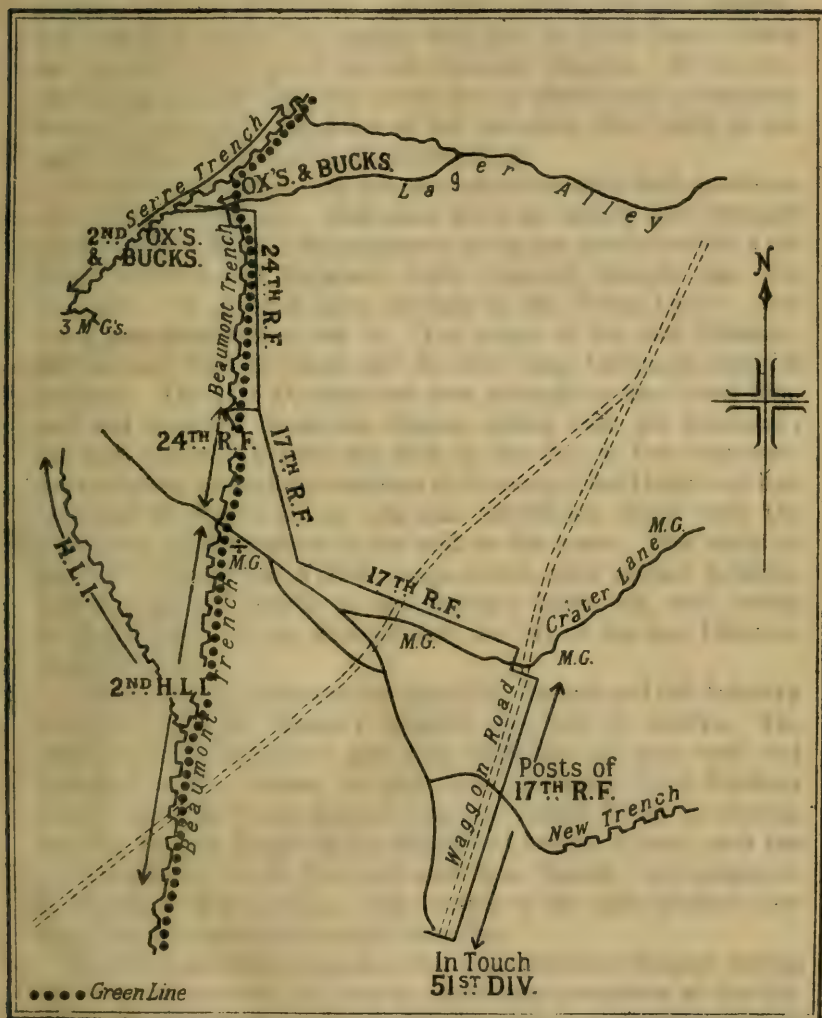 Serre Trench
OX'S. & BUCKS.
Lager Alley
2ND OX'S.
& BUCKS.
3 M G's.
Beaumont Trench
24TH R.F.
N
24TH R.F.
17TH R.F.
H.L.I.
M.G.
17TH R.F.
M.G.
Crater Lane
M.G.
M.G.
2ND H.L.I.
Beaumont Trench
Waggon Road
Posts of
17TH R.F.
New Trench
In Touch
51ST DIV.
Green Line